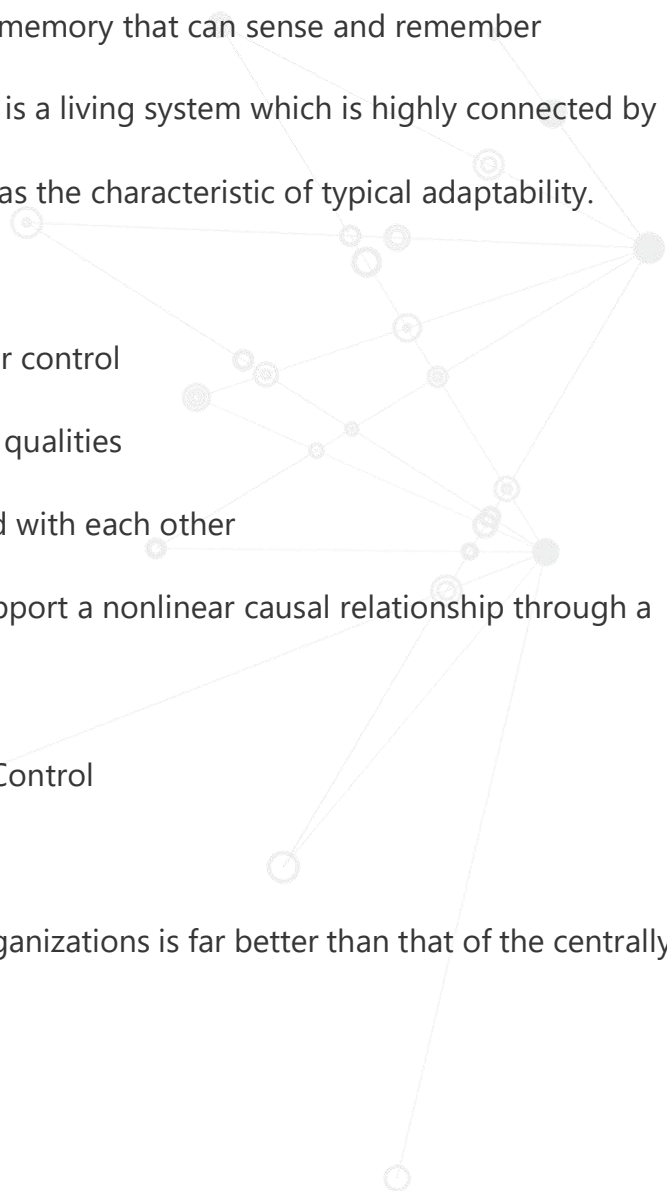 memory that can sense and remember
is a living system which is highly connected by
as the characteristic of typical adaptability.
r control
qualities
d with each other
pport a nonlinear causal relationship through a
Control
ganizations is far better than that of the centrally